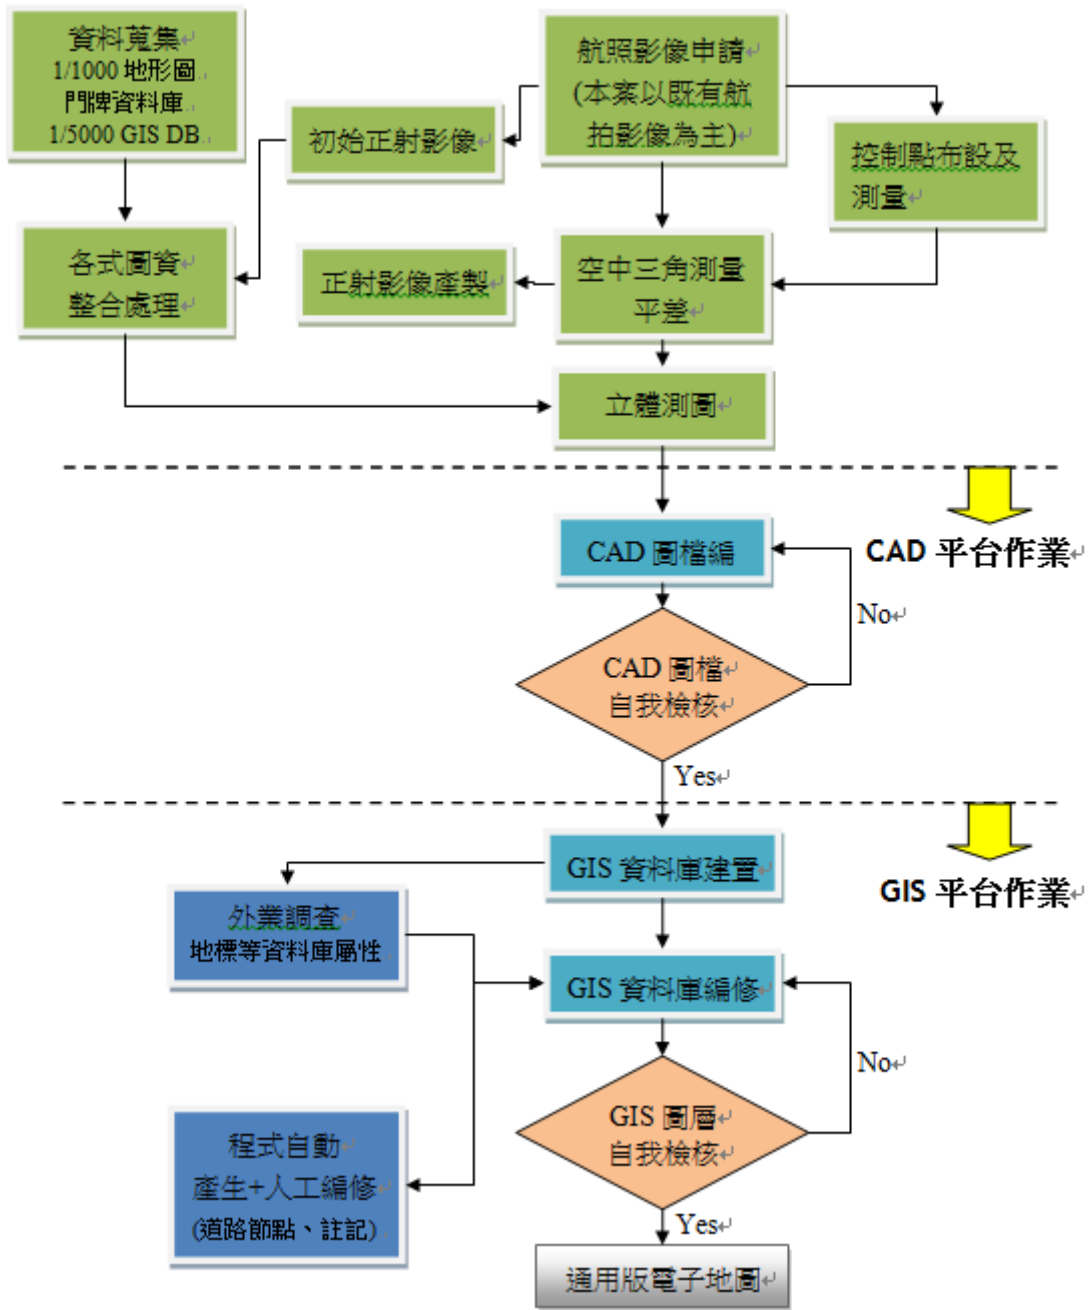 資料蒐集
1/1000 地形圖
門牌資料庫
1/5000 GIS DB
航照影像申請
(本案以既有航
拍影像為主)
初始正射影像
控制點布設及
測量
各式圖資
整合處理
正射影像產製
空中三角測量
平差
立體測圖
CAD 圖檔編
CAD 平台作業
No
CAD 圖檔
自我檢核
Yes
GIS 資料庫建置
GIS 平台作業
外業調查
地標等資料庫屬性
GIS 資料庫編修
No
GIS 圖層
自我檢核
程式自動
產生+人工編修
(道路節點、註記)
Yes
通用版電子地圖